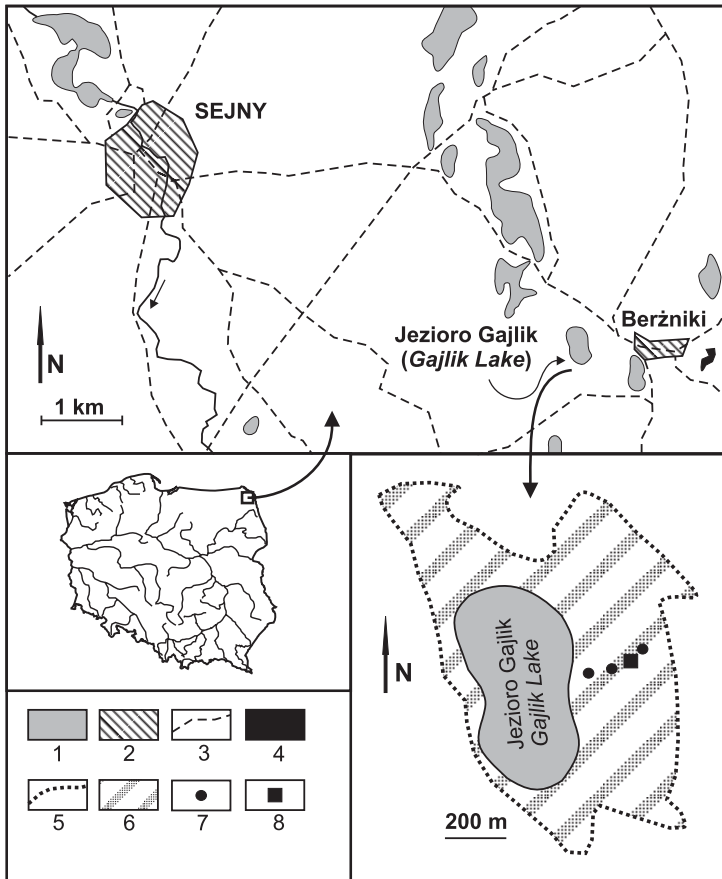 SEJNY
Berżniki
Jezioro Gajlik
(Gajlik Lake)
N
1 km
Jezioro Gajlik
Gajlik Lake
N
200 m
1 2 3 4
5 6 7 8